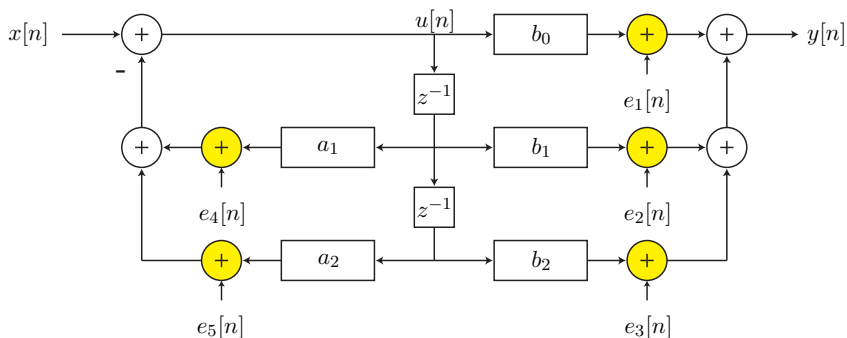 x[n] + u[n] b₀ + + y[n]
-
z⁻¹
e₁[n]
+ + a₁ b₁ + +
e₄[n] z⁻¹ e₂[n]
+ a₂ b₂ +
e₅[n] e₃[n]